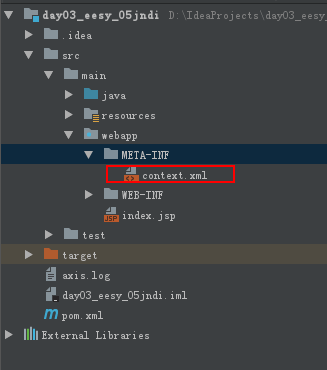 day03_eesy_05jndi D:\IdeaProjects\day03_ees
.idea
src
main
java
resources
webapp
META-INF
context.xml
WEB-INF
index.jsp
test
target
axis.log
day03_eesy_05jndi.iml
pom.xml
External Libraries